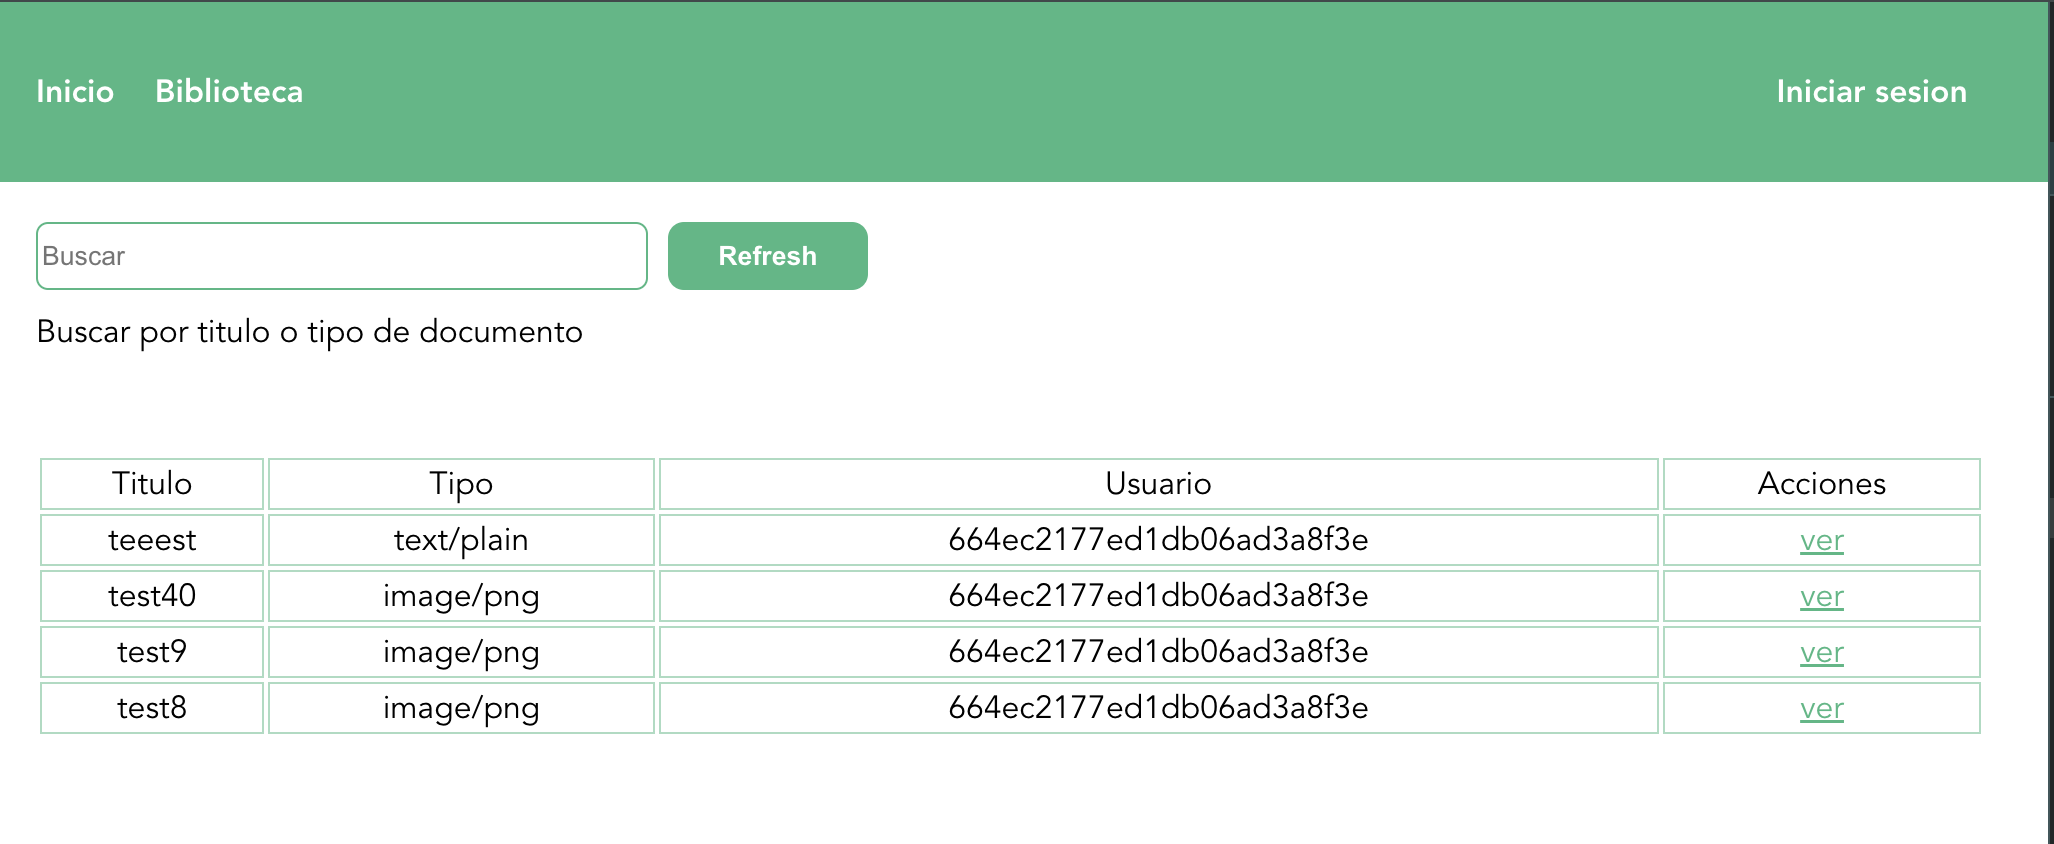 Inicio Biblioteca Iniciar sesion
Buscar Refresh
Buscar por titulo o tipo de documento
Titulo Tipo Usuario Acciones
teeest text/plain 664ec2177ed1db06ad3a8f3e ver
test40 image/png 664ec2177ed1db06ad3a8f3e ver
test9 image/png 664ec2177ed1db06ad3a8f3e ver
test8 image/png 664ec2177ed1db06ad3a8f3e ver